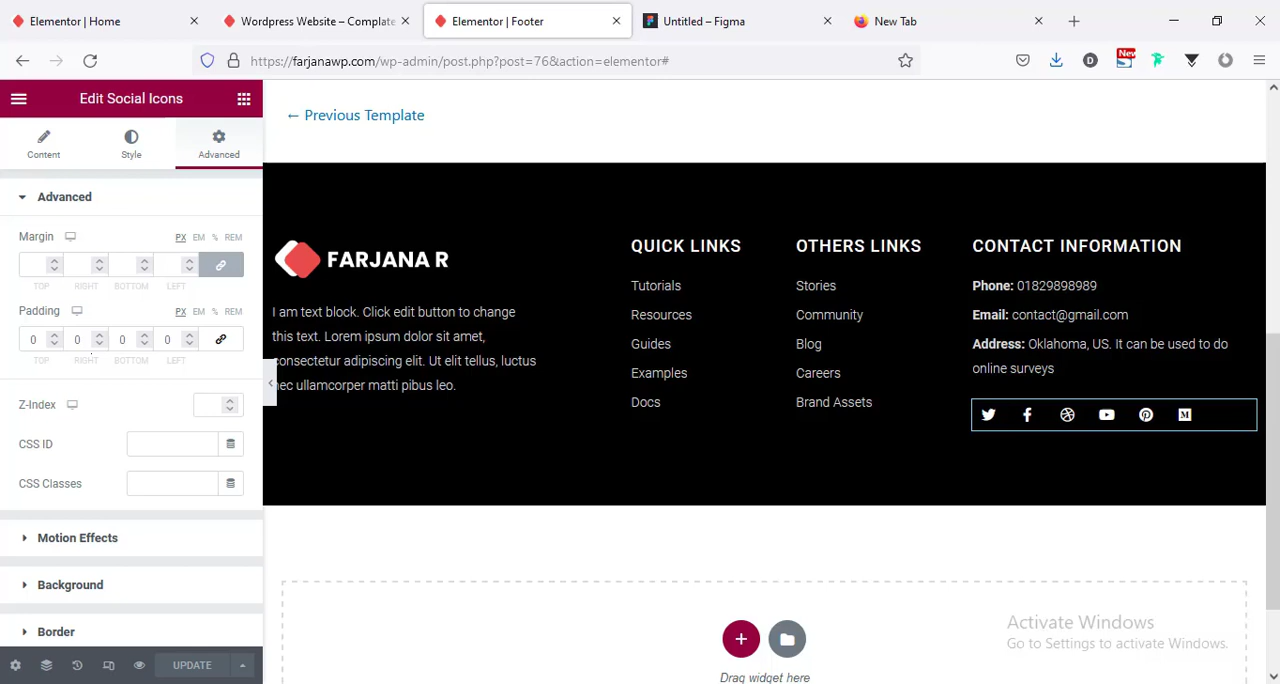 Elementor | Home
Wordpress Website – Complate
Elementor | Footer
Untitled – Figma
New Tab
https://farjanawp.com/wp-admin/post.php?post=76&action=elementor#
New
Edit Social Icons
Content
Style
Advanced
Advanced
Margin
PX EM % REM
TOP RIGHT BOTTOM LEFT
Padding
PX EM % REM
0 0 0 0
TOP RIGHT BOTTOM LEFT
Z-Index
CSS ID
CSS Classes
Motion Effects
Background
Border
UPDATE
← Previous Template
FARJANA R
I am text block. Click edit button to change
this text. Lorem ipsum dolor sit amet,
consectetur adipiscing elit. Ut elit tellus, luctus
nec ullamcorper matti pibus leo.
QUICK LINKS
Tutorials
Resources
Guides
Examples
Docs
OTHERS LINKS
Stories
Community
Blog
Careers
Brand Assets
CONTACT INFORMATION
Phone: 01829898989
Email: contact@gmail.com
Address: Oklahoma, US. It can be used to do
online surveys
Drag widget here
Activate Windows
Go to Settings to activate Windows.